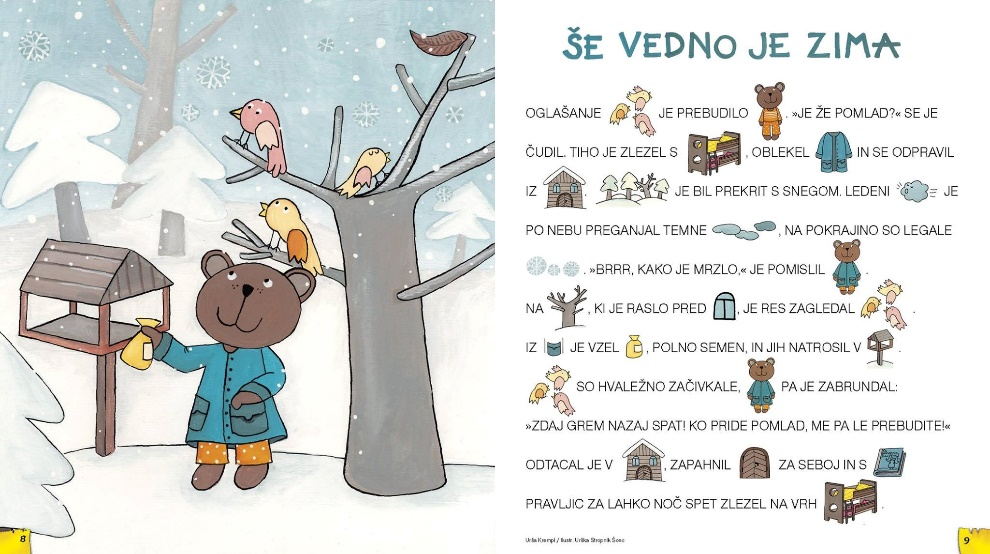 ŠE VEDNO JE ZIMA
OGLAŠANJE JE PREBUDILO . »JE ŽE POMLAD?« SE JE
ČUDIL. TIHO JE ZLEZEL S , OBLEKEL IN SE ODPRAVIL
IZ . JE BIL PREKRIT S SNEGOM. LEDENI JE
PO NEBU PREGANJAL TEMNE , NA POKRAJINO SO LEGALE
. »BRRR, KAKO JE MRZLO,« JE POMISLIL .
NA , KI JE RASLO PRED , JE RES ZAGLEDAL .
IZ JE VZEL , POLNO SEMEN, IN JIH NATROSIL V .
SO HVALEŽNO ZAČIVKALE, PA JE ZABRUNDAL:
»ZDAJ GREM NAZAJ SPAT! KO PRIDE POMLAD, ME PA LE PREBUDITE!«
ODTACAL JE V , ZAPAHNIL ZA SEBOJ IN S
PRAVLJIC ZA LAHKO NOČ SPET ZLEZEL NA VRH .
Urša Krempl / Ilustr. Urška Stropnik Šonc
8
9